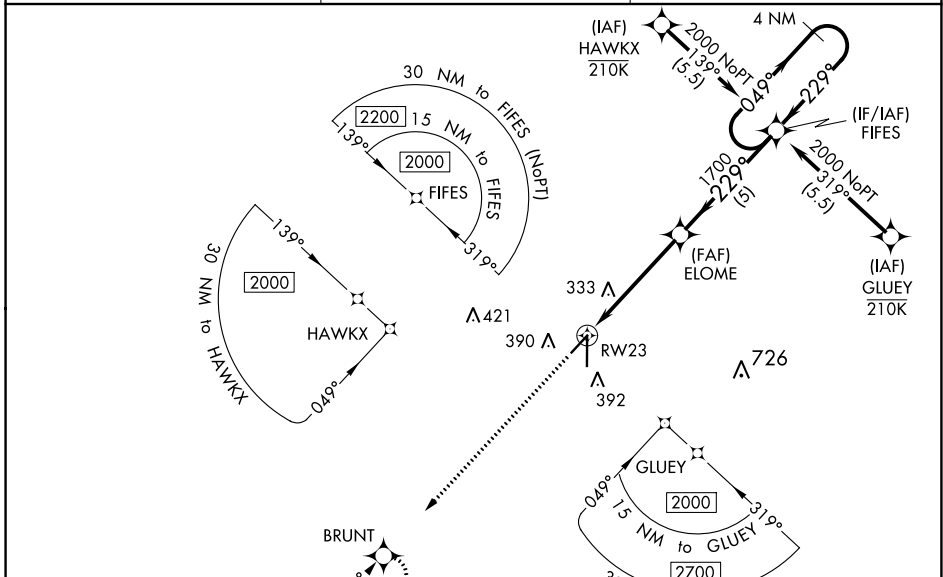 (IAF)
HAWKX
210K
2000 NoPT
139°
(5.5)
4 NM
049°
229°
(IF/IAF)
FIFES
2000 NoPT
319°
(5.5)
(IAF)
GLUEY
210K
1700
229°
(5)
(FAF)
ELOME
30 NM to FIFES (NoPT)
2200
15 NM to FIFES
2000
139°
FIFES
319°
139°
2000
30 NM to HAWKX
HAWKX
049°
333
421
390
RW23
392
726
GLUEY
049°
2000
319°
15 NM to GLUEY
2700
BRUNT